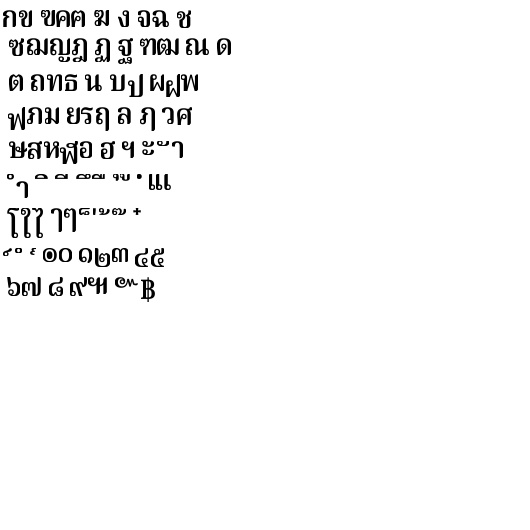 กข ฃคฅ ฆ ง จฉ ช
ซฌญฎ ฏ ฐ ฑฒ ณ ด
ต ถทธ น บป ผฝพ
ฟภม ยรฤ ล ฦ วศ
ษสหฬอ ฮ ฯ ะ ั า
ำ ิ ี ึ ื ุ ู ฺ เแ
โใไ ๅๆ ็ ่ ้ ๊ ๋
์ ํ ๎ ๏๐ ๑๒๓ ๔๕
๖๗ ๘ ๙๚ ๛ ฿